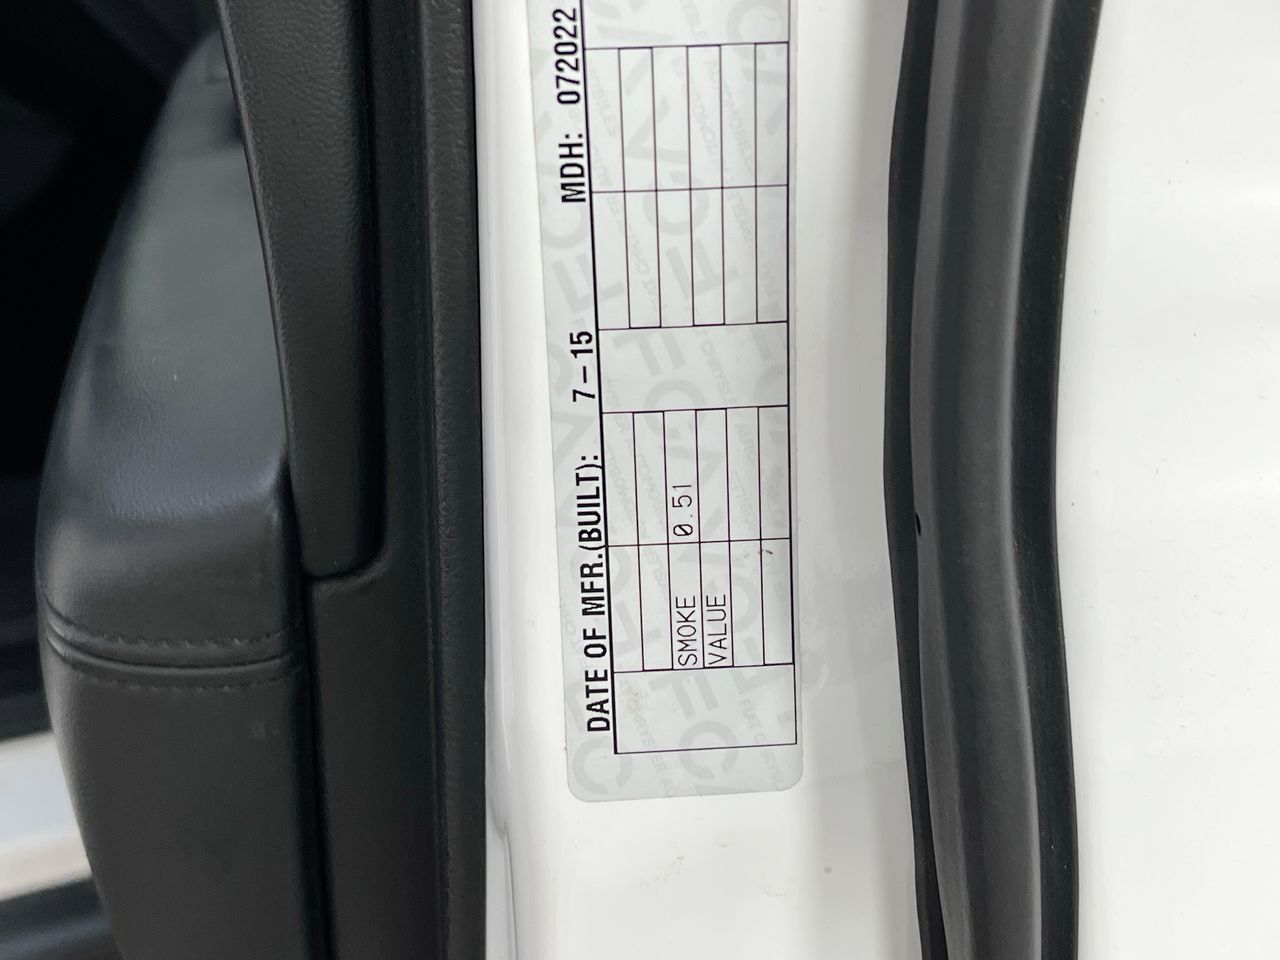 DATE OF MFR.(BUILT): 7-15 MDH: 072022
SMOKE 0.51
VALUE